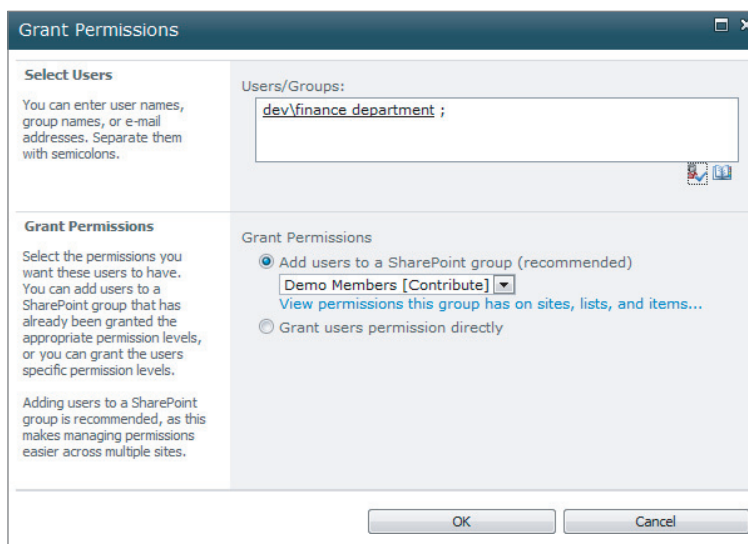 Grant Permissions
Select Users
You can enter user names,
group names, or e-mail
addresses. Separate them
with semicolons.
Users/Groups:
dev\finance department ;
Grant Permissions
Select the permissions you
want these users to have.
You can add users to a
SharePoint group that has
already been granted the
appropriate permission levels,
or you can grant the users
specific permission levels.
Adding users to a SharePoint
group is recommended, as this
makes managing permissions
easier across multiple sites.
Grant Permissions
Add users to a SharePoint group (recommended)
Demo Members [Contribute]
View permissions this group has on sites, lists, and items...
Grant users permission directly
OK
Cancel